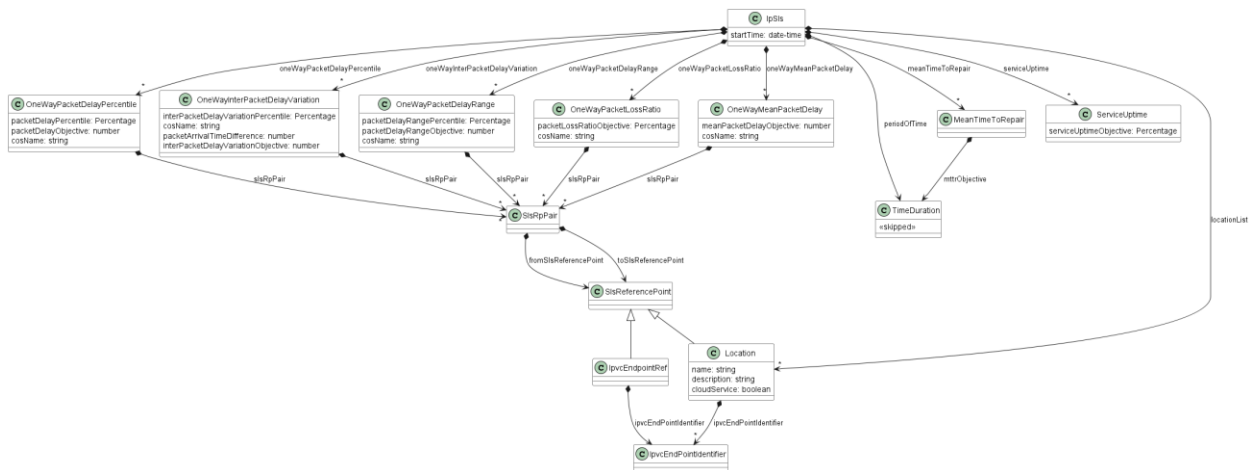 C IpSls
startTime: date-time
oneWayPacketDelayPercentile
oneWayInterPacketDelayVariation
oneWayPacketDelayRange
oneWayPacketLossRatio
oneWayMeanPacketDelay
meanTimeToRepair
serviceUptime
*
*
*
*
*
*
*
C OneWayPacketDelayPercentile
packetDelayPercentile: Percentage
packetDelayObjective: number
cosName: string
C OneWayInterPacketDelayVariation
interPacketDelayVariationPercentile: Percentage
cosName: string
packetArrivalTimeDifference: number
interPacketDelayVariationObjective: number
C OneWayPacketDelayRange
packetDelayRangePercentile: Percentage
packetDelayRangeObjective: number
cosName: string
C OneWayPacketLossRatio
packetLossRatioObjective: Percentage
cosName: string
C OneWayMeanPacketDelay
meanPacketDelayObjective: number
cosName: string
periodOfTime
C MeanTimeToRepair
C ServiceUptime
serviceUptimeObjective: Percentage
slsRpPair
slsRpPair
slsRpPair
slsRpPair
slsRpPair
mttrObjective
*
*
*
*
*
C SlsRpPair
C TimeDuration
«skipped»
locationList
fromSlsReferencePoint
toSlsReferencePoint
C SlsReferencePoint
C IpvcEndpointRef
C Location
name: string
description: string
cloudService: boolean
*
ipvcEndPointIdentifier
ipvcEndPointIdentifier
*
C IpvcEndPointIdentifier